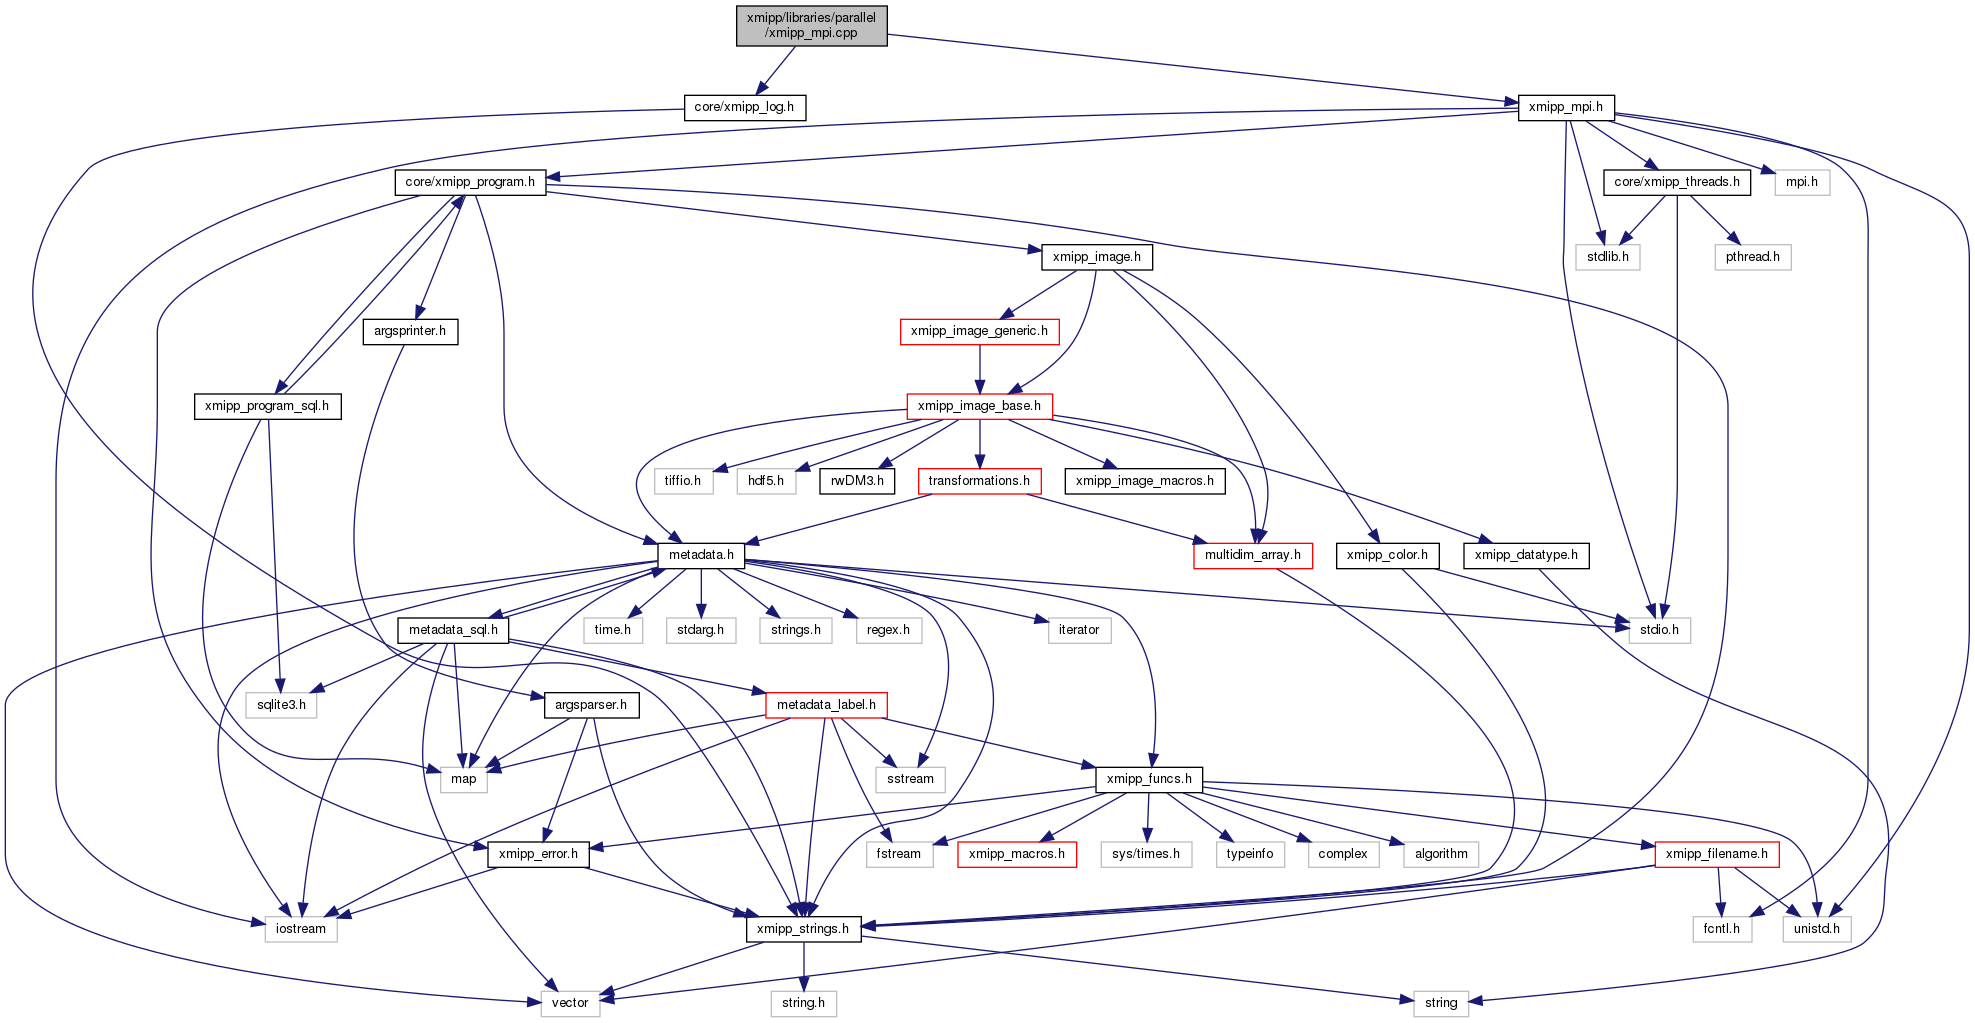 xmipp/libraries/parallel
/xmipp_mpi.cpp
core/xmipp_log.h
xmipp_mpi.h
core/xmipp_program.h
core/xmipp_threads.h
mpi.h
xmipp_image.h
stdlib.h
pthread.h
argsprinter.h
xmipp_image_generic.h
xmipp_program_sql.h
xmipp_image_base.h
tiffio.h
hdf5.h
rwDM3.h
transformations.h
xmipp_image_macros.h
metadata.h
multidim_array.h
xmipp_color.h
xmipp_datatype.h
metadata_sql.h
time.h
stdarg.h
strings.h
regex.h
iterator
stdio.h
sqlite3.h
argsparser.h
metadata_label.h
map
sstream
xmipp_funcs.h
xmipp_error.h
fstream
xmipp_macros.h
sys/times.h
typeinfo
complex
algorithm
xmipp_filename.h
iostream
xmipp_strings.h
fcntl.h
unistd.h
vector
string.h
string